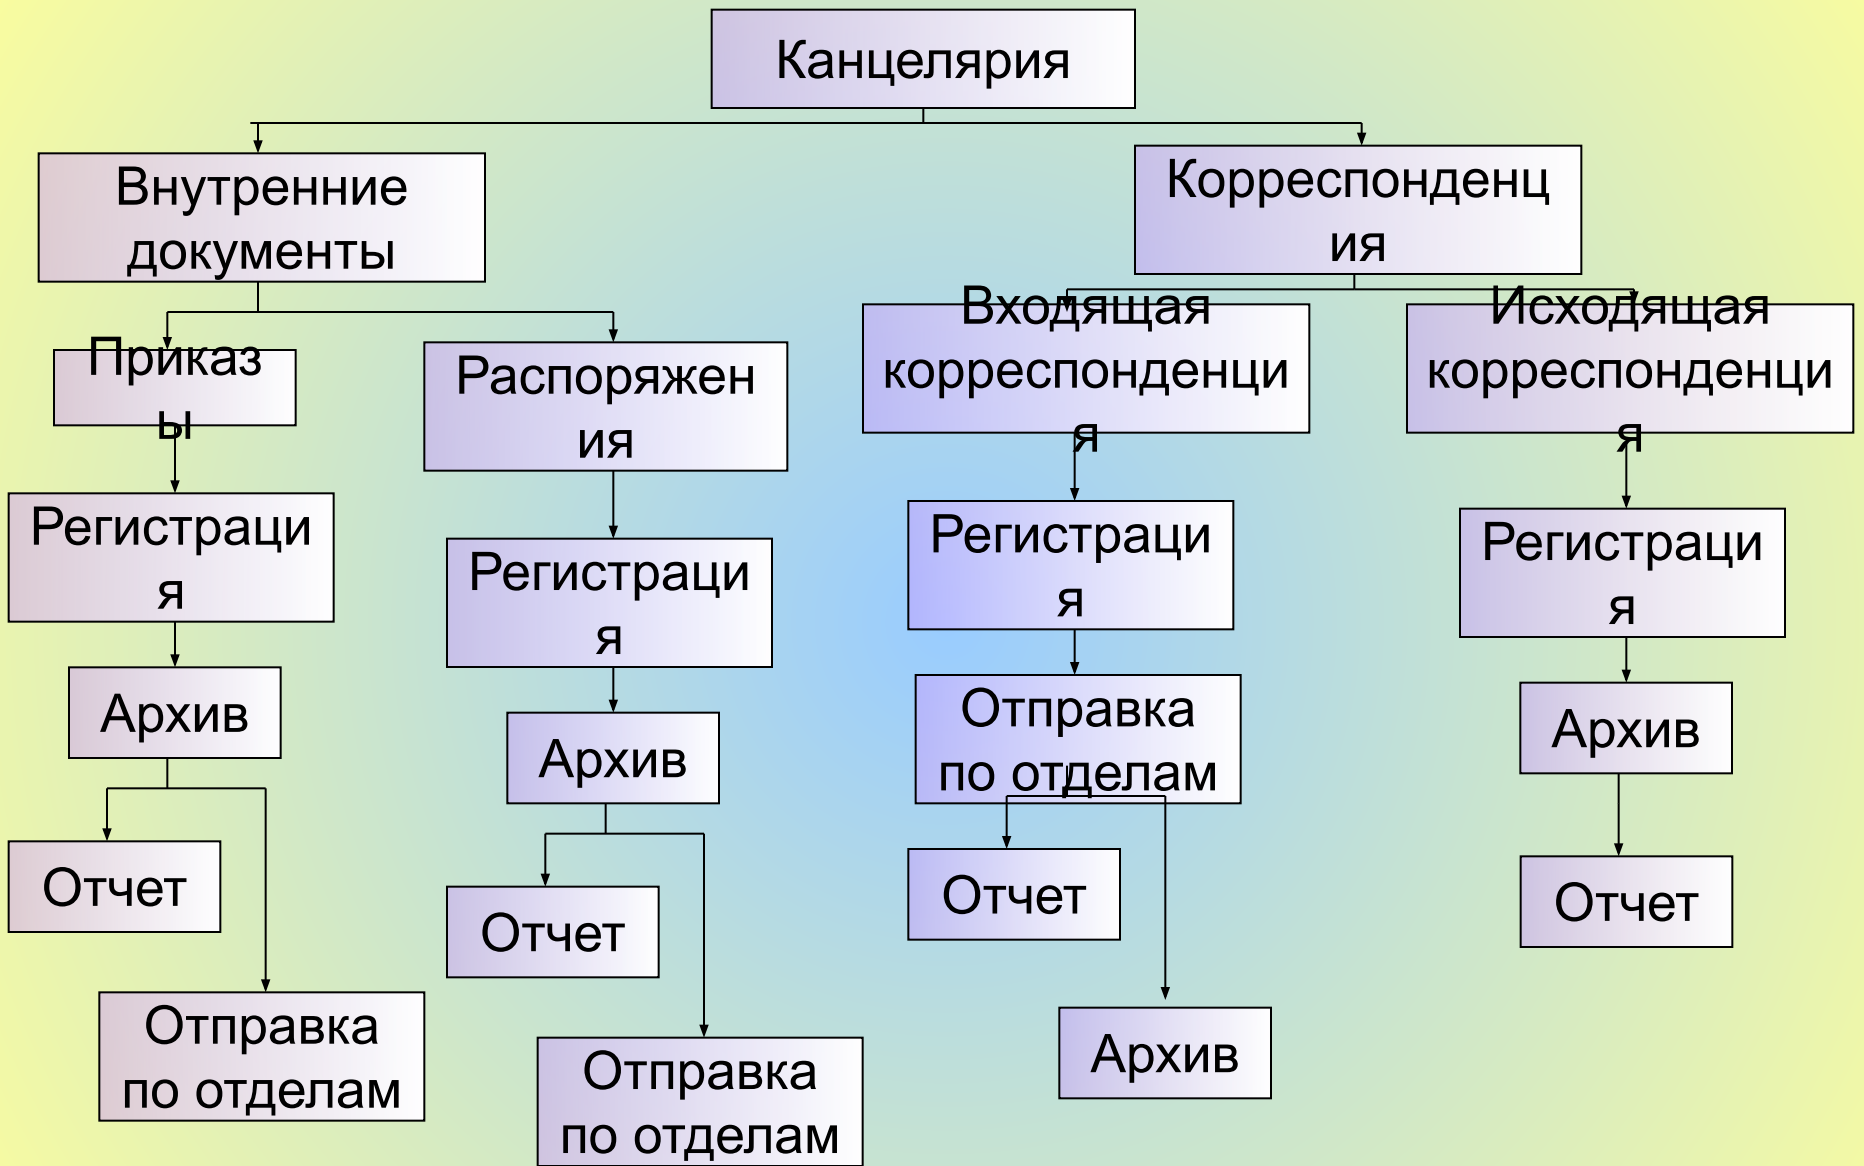 Канцелярия
Внутренние
документы
Корреспонденц
ия
Приказ
ы
Распоряжен
ия
Входящая
корреспонденци
я
Исходящая
корреспонденци
я
Регистраци
я
Регистраци
я
Регистраци
я
Регистраци
я
Архив
Архив
Отправка
по отделам
Архив
Отчет
Отчет
Отчет
Отчет
Отправка
по отделам
Отправка
по отделам
Архив